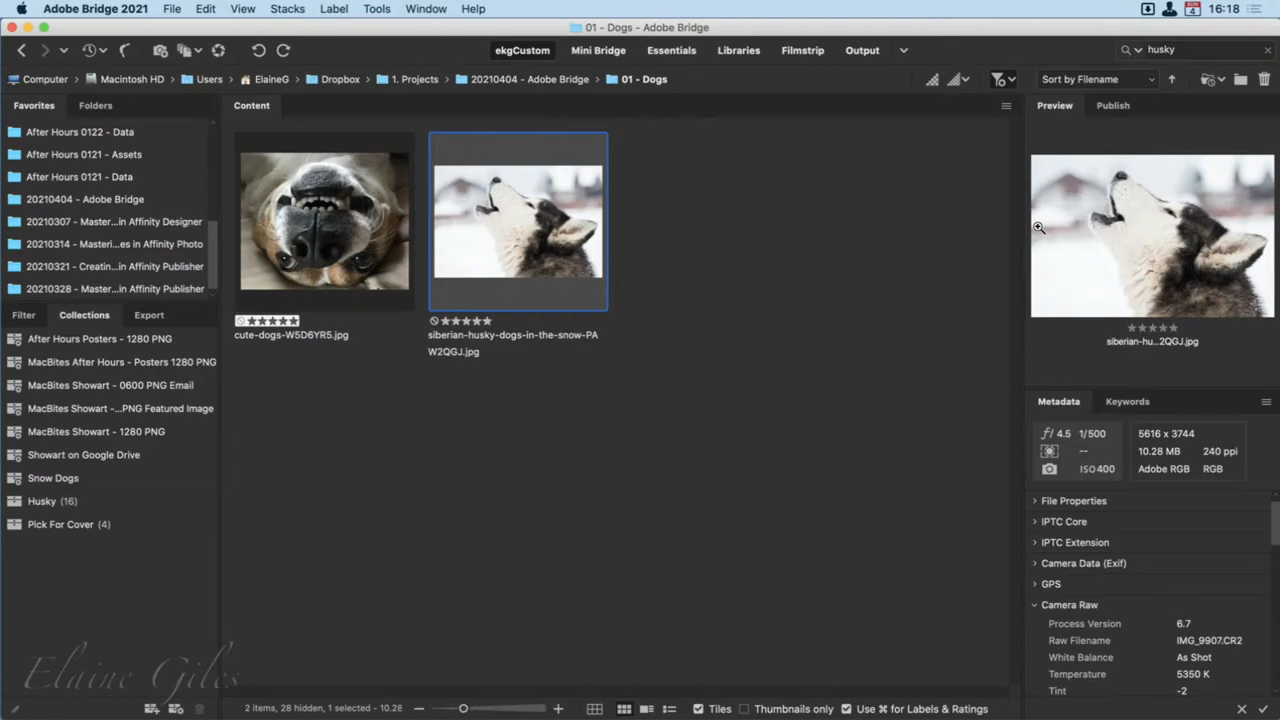 Adobe Bridge 2021 File Edit View Stacks Label Tools Window Help SUN 4 16:18
01 - Dogs - Adobe Bridge
ekgCustom Mini Bridge Essentials Libraries Filmstrip Output husky
Computer Macintosh HD Users ElaineG Dropbox 1. Projects 20210404 - Adobe Bridge 01 - Dogs Sort by Filename
Favorites Folders
After Hours 0122 - Data
After Hours 0121 - Assets
After Hours 0121 - Data
20210404 - Adobe Bridge
20210307 - Master...n Affinity Designer
20210314 - Masteri...es in Affinity Photo
20210321 - Creatin...in Affinity Publisher
20210328 - Master...in Affinity Publisher
Filter Collections Export
After Hours Posters - 1280 PNG
MacBites After Hours - Posters 1280 PNG
MacBites Showart - 0600 PNG Email
MacBites Showart -...PNG Featured Image
MacBites Showart - 1280 PNG
Showart on Google Drive
Snow Dogs
Husky (16)
Pick For Cover (4)
Content
cute-dogs-W5D6YR5.jpg
siberian-husky-dogs-in-the-snow-PA
W2QGJ.jpg
Preview Publish
siberian-hu...2QGJ.jpg
Metadata Keywords
f/ 4.5 1/500 5616 x 3744
-- 10.28 MB 240 ppi
ISO400 Adobe RGB RGB
File Properties
IPTC Core
IPTC Extension
Camera Data (Exif)
GPS
Camera Raw
Process Version 6.7
Raw Filename IMG_9907.CR2
White Balance As Shot
Temperature 5350 K
Tint -2
Elaine Giles
2 items, 28 hidden, 1 selected - 10.28 Tiles Thumbnails only Use ⌘ for Labels & Ratings